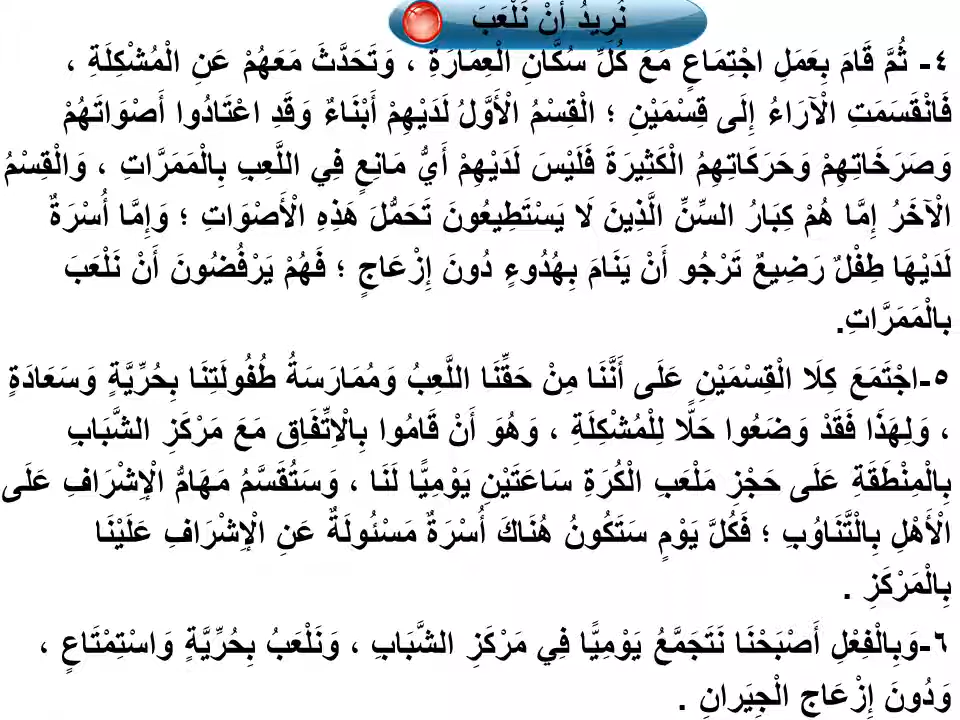 نُرِيدُ أَنْ نَلْعَبَ
٤- ثُمَّ قَامَ بِعَمَلِ اجْتِمَاعٍ مَعَ كُلِّ سُكَّانِ الْعِمَارَةِ ، وَتَحَدَّثَ مَعَهُمْ عَنِ الْمُشْكِلَةِ ،
فَانْقَسَمَتِ الْآرَاءُ إِلَى قِسْمَيْنِ ؛ الْقِسْمُ الْأَوَّلُ لَدَيْهِمْ أَبْنَاءٌ وَقَدِ اعْتَادُوا أَصْوَاتَهُمْ
وَصَرَخَاتِهِمْ وَحَرَكَاتِهِمُ الْكَثِيرَةَ فَلَيْسَ لَدَيْهِمْ أَيُّ مَانِعٍ فِي اللَّعِبِ بِالْمَمَرَّاتِ ، وَالْقِسْمُ
الْآخَرُ إِمَّا هُمْ كِبَارُ السِّنِّ الَّذِينَ لَا يَسْتَطِيعُونَ تَحَمُّلَ هَذِهِ الْأَصْوَاتِ ؛ وَإِمَّا أُسْرَةٌ
لَدَيْهَا طِفْلٌ رَضِيعٌ تَرْجُو أَنْ يَنَامَ بِهُدُوءٍ دُونَ إِزْعَاجٍ ؛ فَهُمْ يَرْفُضُونَ أَنْ نَلْعَبَ
بِالْمَمَرَّاتِ.
٥-اجْتَمَعَ كِلَا الْقِسْمَيْنِ عَلَى أَنَّنَا مِنْ حَقِّنَا اللَّعِبُ وَمُمَارَسَةُ طُفُولَتِنَا بِحُرِّيَّةٍ وَسَعَادَةٍ
، وَلِهَذَا فَقَدْ وَضَعُوا حَلًّا لِلْمُشْكِلَةِ ، وَهُوَ أَنْ قَامُوا بِالْاِتِّفَاقِ مَعَ مَرْكَزِ الشَّبَابِ
بِالْمِنْطَقَةِ عَلَى حَجْزِ مَلْعَبِ الْكُرَةِ سَاعَتَيْنِ يَوْمِيًّا لَنَا ، وَسَتُقَسَّمُ مَهَامُّ الْإِشْرَافِ عَلَى
الْأَهْلِ بِالْتَّنَاوُبِ ؛ فَكُلَّ يَوْمٍ سَتَكُونُ هُنَاكَ أُسْرَةٌ مَسْئُولَةٌ عَنِ الْإِشْرَافِ عَلَيْنَا
بِالْمَرْكَزِ .
٦-وَبِالْفِعْلِ أَصْبَحْنَا نَتَجَمَّعُ يَوْمِيًّا فِي مَرْكَزِ الشَّبَابِ ، وَنَلْعَبُ بِحُرِّيَّةٍ وَاسْتِمْتَاعٍ ،
وَدُونَ إِزْعَاجِ الْجِيَرانِ .